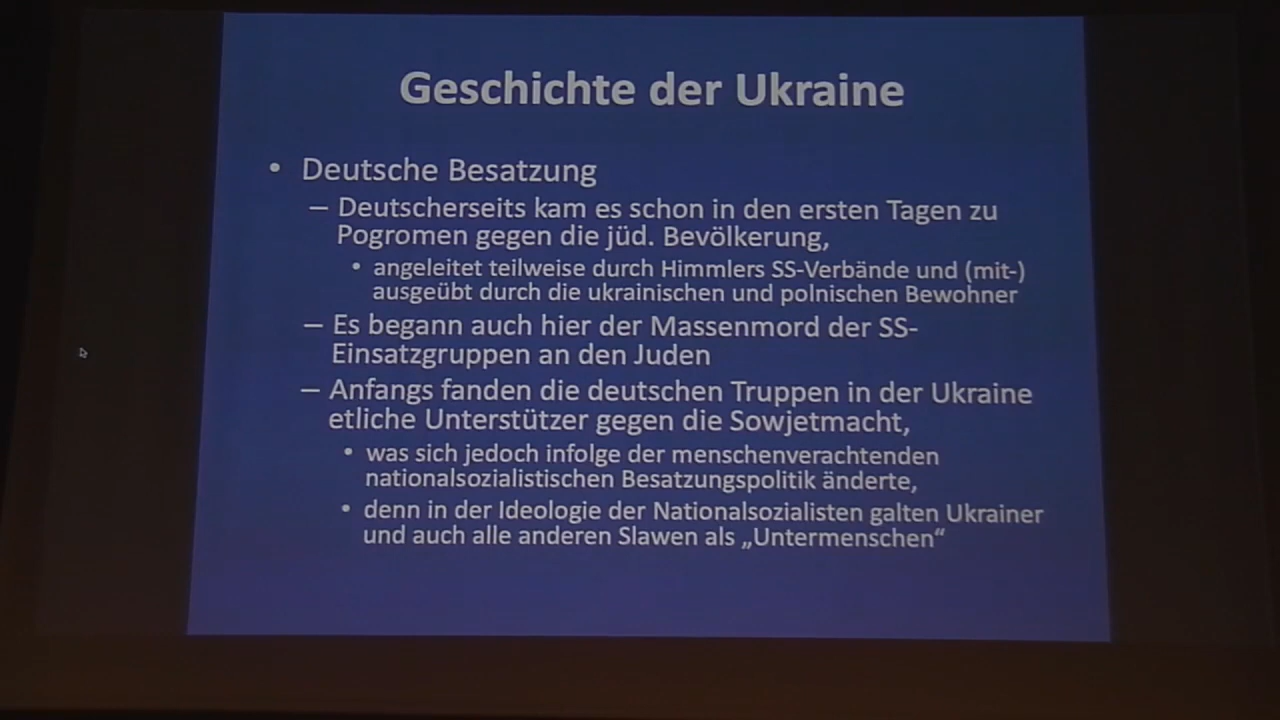 Geschichte der Ukraine
• Deutsche Besatzung
– Deutscherseits kam es schon in den ersten Tagen zu
Pogromen gegen die jüd. Bevölkerung,
• angeleitet teilweise durch Himmlers SS-Verbände und (mit-)
ausgeübt durch die ukrainischen und polnischen Bewohner
– Es begann auch hier der Massenmord der SS-
Einsatzgruppen an den Juden
– Anfangs fanden die deutschen Truppen in der Ukraine
etliche Unterstützer gegen die Sowjetmacht,
• was sich jedoch infolge der menschenverachtenden
nationalsozialistischen Besatzungspolitik änderte,
• denn in der Ideologie der Nationalsozialisten galten Ukrainer
und auch alle anderen Slawen als „Untermenschen“